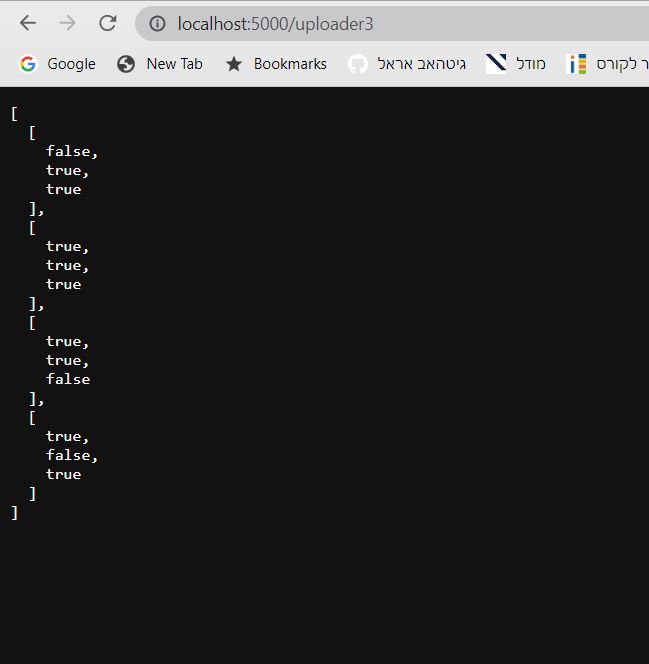 localhost:5000/uploader3
Google New Tab Bookmarks גיטהאב אראל מודל ר לקורס
[
[
false,
true,
true
],
[
true,
true,
true
],
[
true,
true,
false
],
[
true,
false,
true
]
]